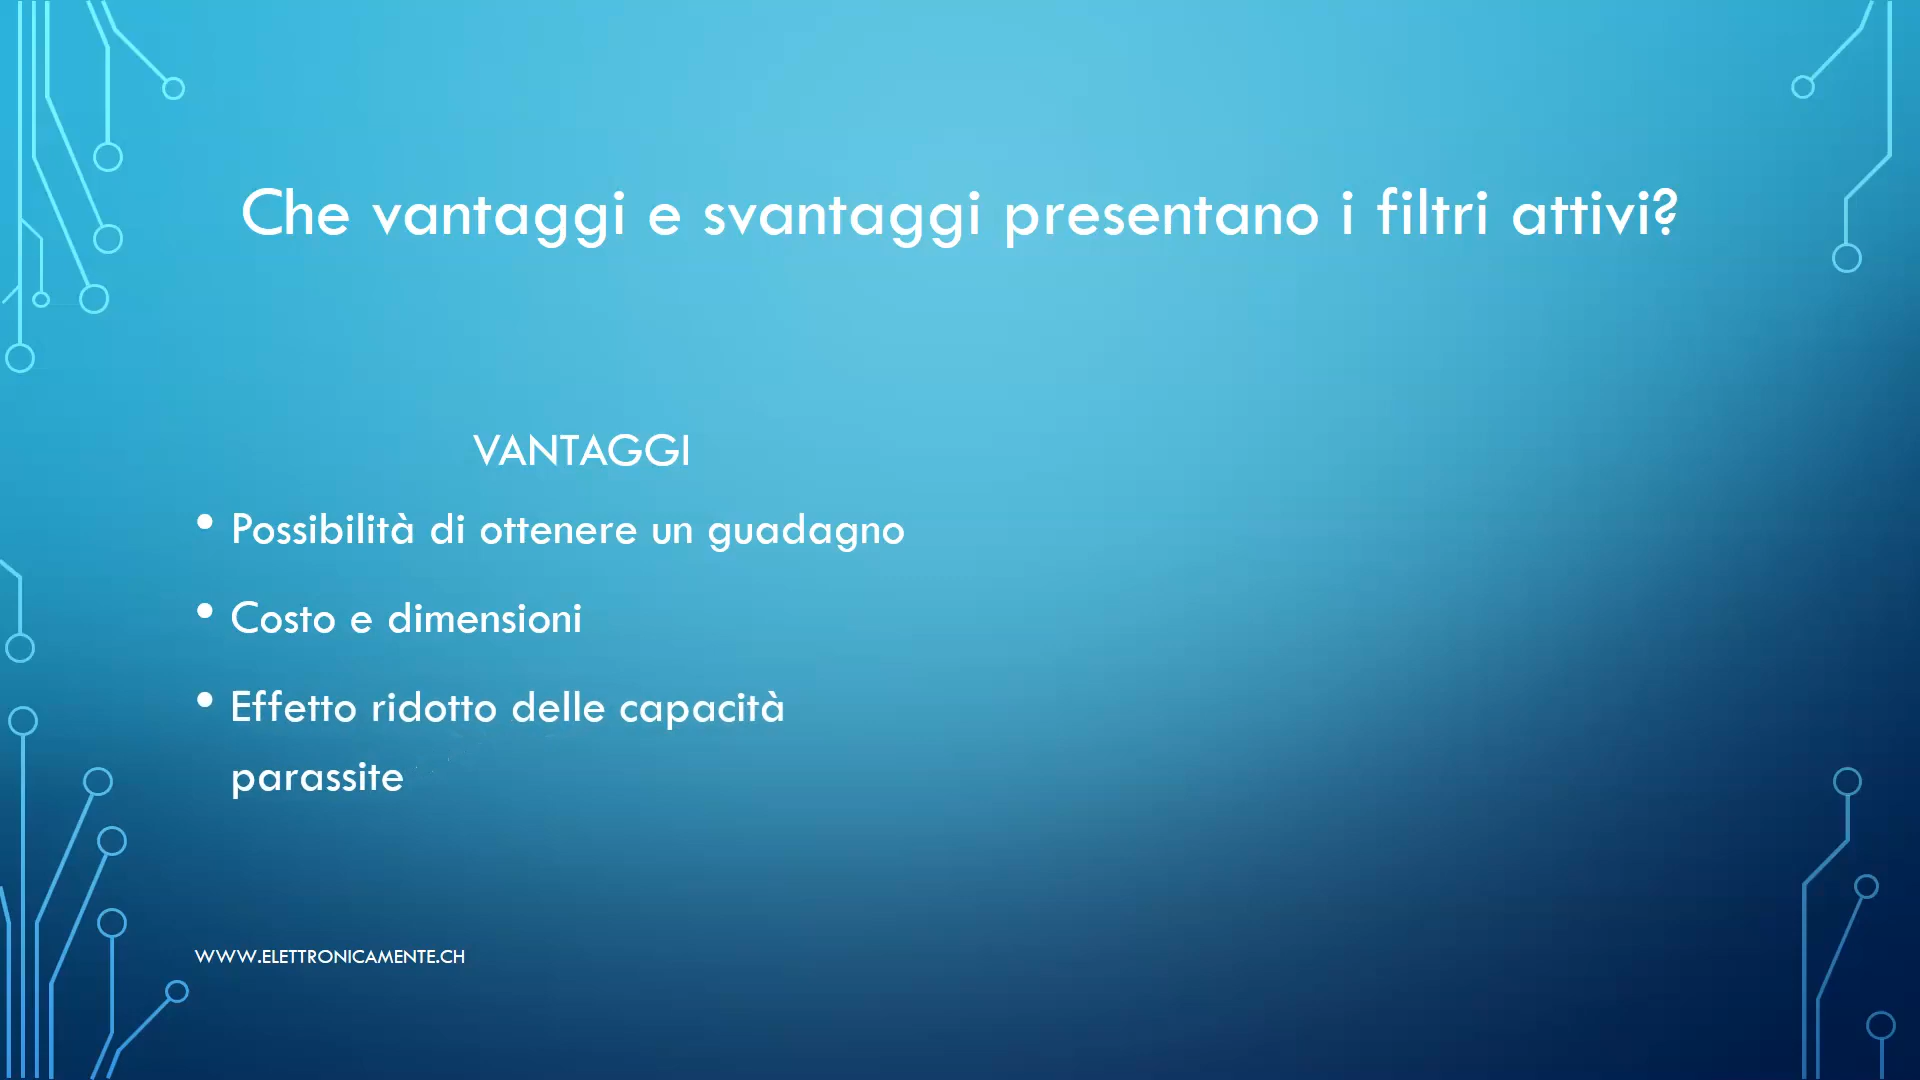 Che vantaggi e svantaggi presentano i filtri attivi?
VANTAGGI
• Possibilità di ottenere un guadagno
• Costo e dimensioni
• Effetto ridotto delle capacità
parassite
WWW.ELETTRONICAMENTE.CH